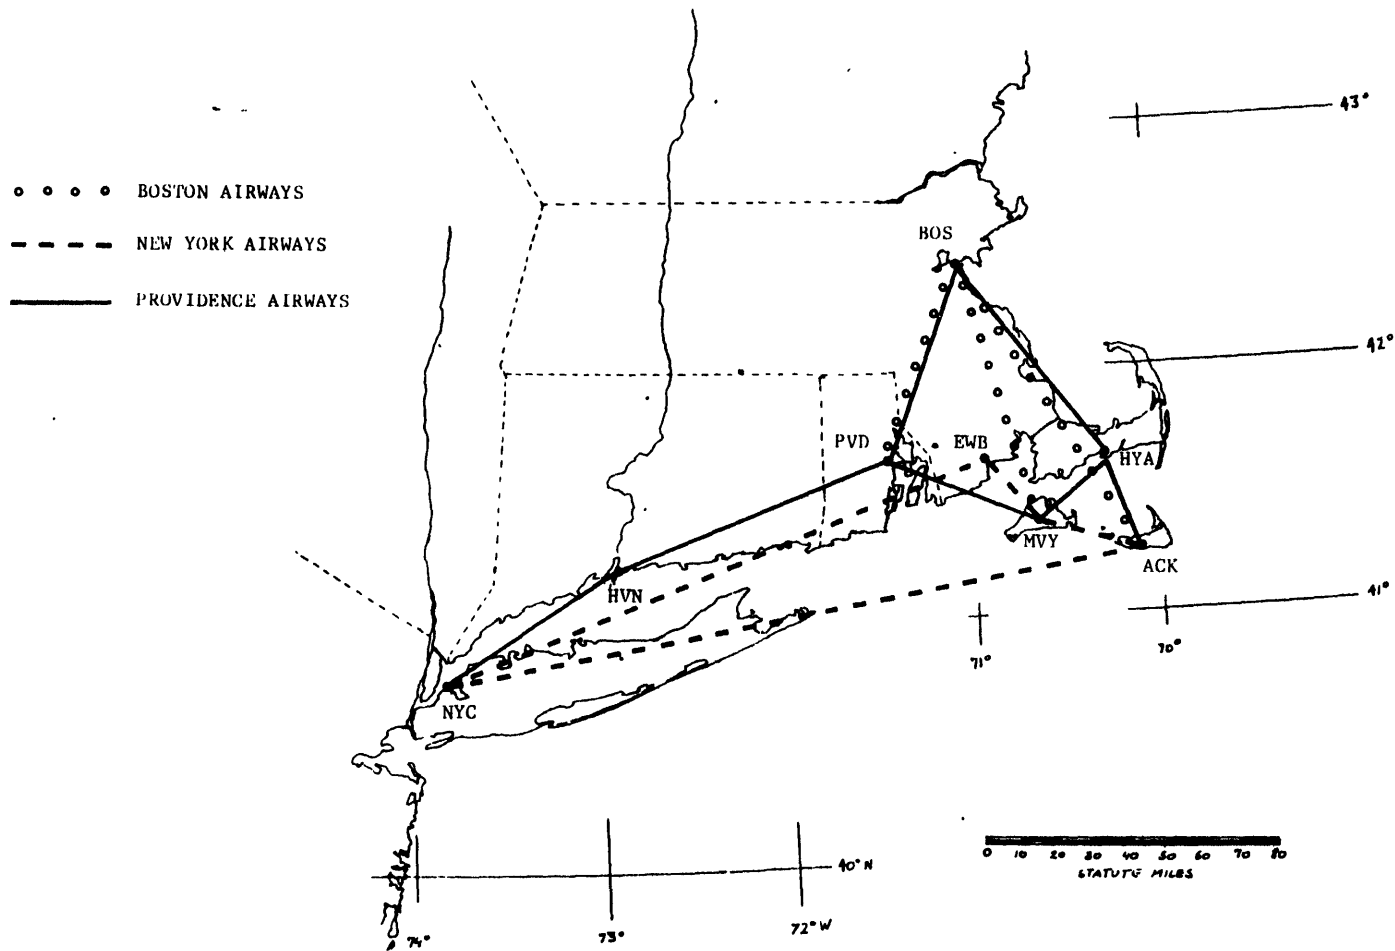 43°
BOSTON AIRWAYS
NEW YORK AIRWAYS
PROVIDENCE AIRWAYS
BOS
42°
PVD
EWB
HYA
MVY
ACK
HVN
41°
71°
70°
NYC
40° N
0 10 20 30 40 50 60 70 80
STATUTE MILES
74°
73°
72° W